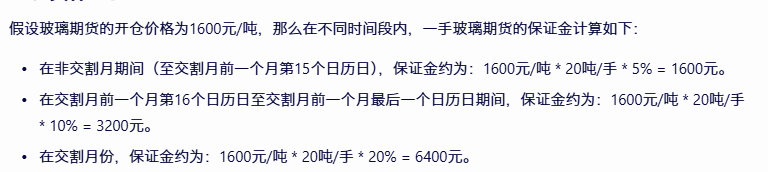 假设玻璃期货的开仓价格为1600元/吨，那么在不同时间段内，一手玻璃期货的保证金计算如下：
• 在非交割月期间（至交割月前一个月第15个日历日），保证金约为：1600元/吨 * 20吨/手 * 5% = 1600元。
• 在交割月前一个月第16个日历日至交割月前一个月最后一个日历日期间，保证金约为：1600元/吨 * 20吨/手
* 10% = 3200元。
• 在交割月份，保证金约为：1600元/吨 * 20吨/手 * 20% = 6400元。